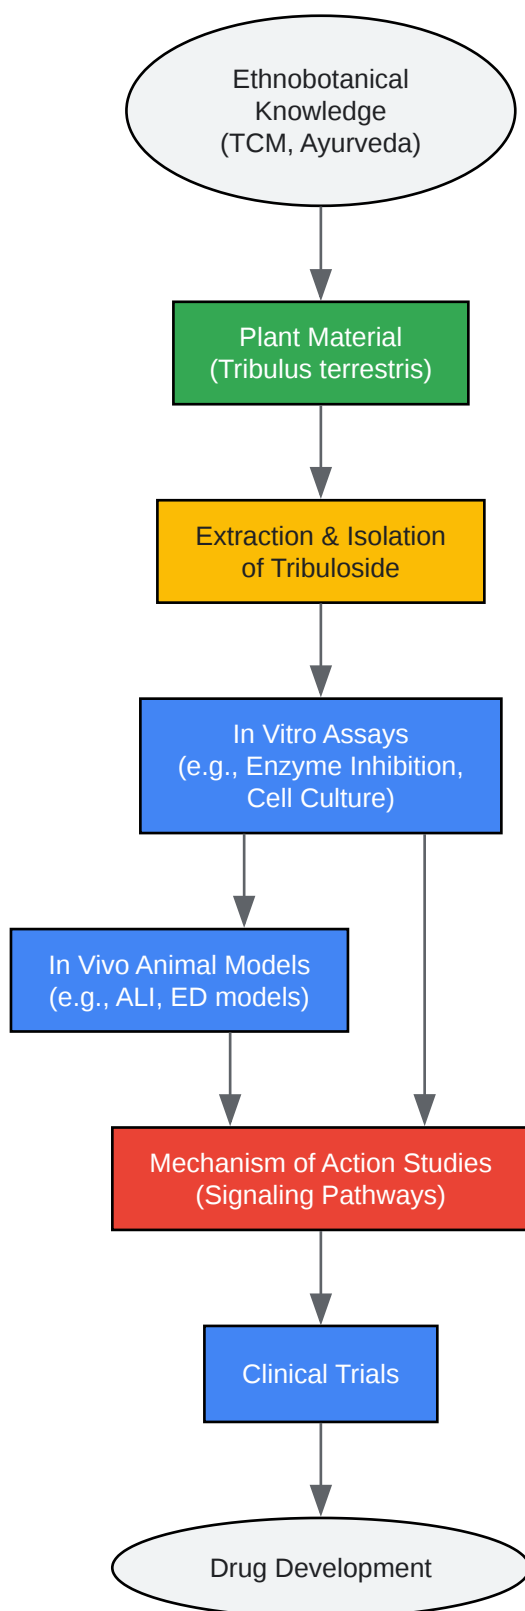 Ethnobotanical
Knowledge
(TCM, Ayurveda)
Plant Material
(Tribulus terrestris)
Extraction & Isolation
of Tribuloside
In Vitro Assays
(e.g., Enzyme Inhibition,
Cell Culture)
In Vivo Animal Models
(e.g., ALI, ED models)
Mechanism of Action Studies
(Signaling Pathways)
Clinical Trials
Drug Development